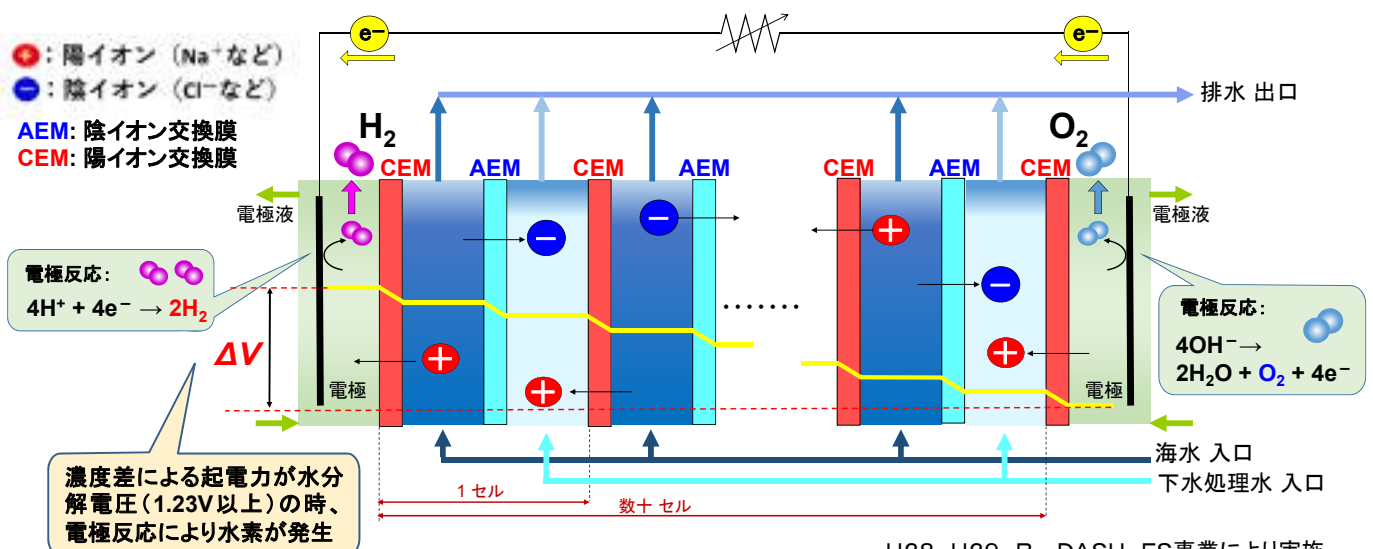 e−
e−
+：陽イオン（Na⁺など）
−：陰イオン（Cl⁻など）
AEM: 陰イオン交換膜
CEM: 陽イオン交換膜
排水 出口
H₂
O₂
CEM
AEM
CEM
AEM
CEM
AEM
CEM
電極液
電極液
電極反応：
4H⁺ + 4e⁻ → 2H₂
電極反応：
4OH⁻→
2H₂O + O₂ + 4e⁻
−
−
+
−
+
+
+
.......
ΔV
電極
電極
濃度差による起電力が水分
解電圧（1.23V以上）の時、
電極反応により水素が発生
海水 入口
下水処理水 入口
1 セル
数十 セル